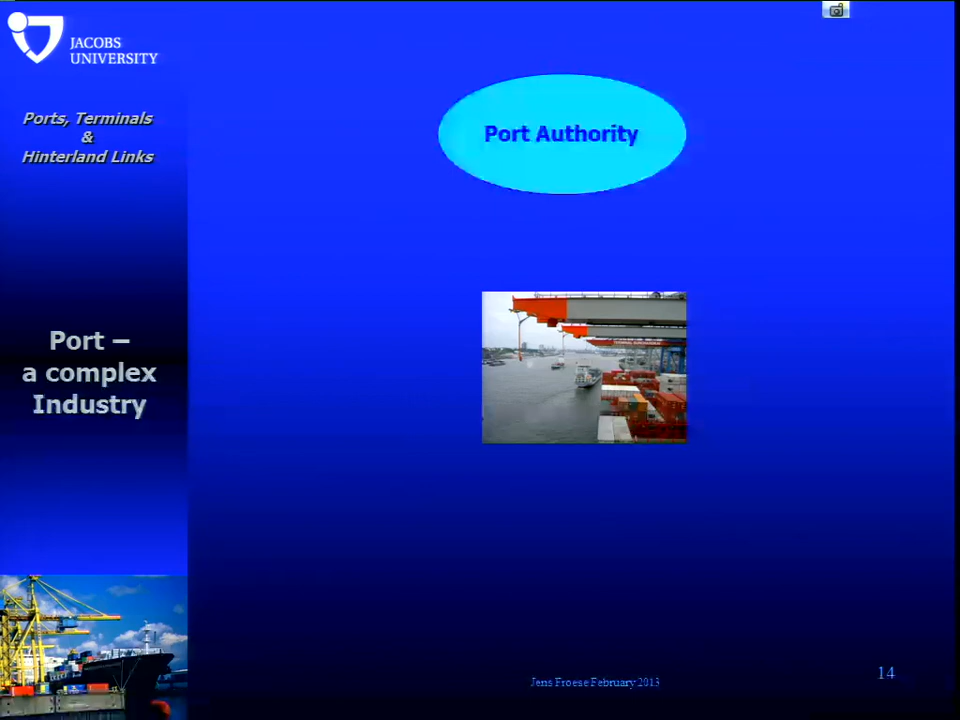 JACOBS
UNIVERSITY
Ports, Terminals
&
Hinterland Links
Port Authority
Port –
a complex
Industry
Jens Froese February 2013
14